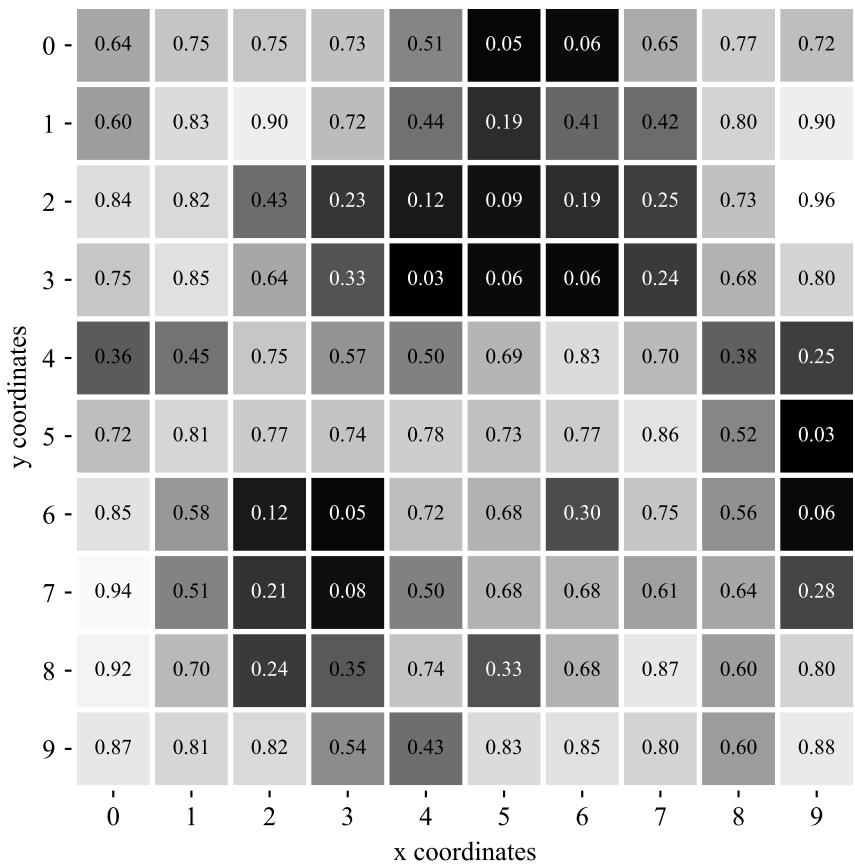 0 - 0.64 0.75 0.75 0.73 0.51 0.05 0.06 0.65 0.77 0.72
1 - 0.60 0.83 0.90 0.72 0.44 0.19 0.41 0.42 0.80 0.90
2 - 0.84 0.82 0.43 0.23 0.12 0.09 0.19 0.25 0.73 0.96
3 - 0.75 0.85 0.64 0.33 0.03 0.06 0.06 0.24 0.68 0.80
4 - 0.36 0.45 0.75 0.57 0.50 0.69 0.83 0.70 0.38 0.25
5 - 0.72 0.81 0.77 0.74 0.78 0.73 0.77 0.86 0.52 0.03
6 - 0.85 0.58 0.12 0.05 0.72 0.68 0.30 0.75 0.56 0.06
7 - 0.94 0.51 0.21 0.08 0.50 0.68 0.68 0.61 0.64 0.28
8 - 0.92 0.70 0.24 0.35 0.74 0.33 0.68 0.87 0.60 0.80
9 - 0.87 0.81 0.82 0.54 0.43 0.83 0.85 0.80 0.60 0.88
0 1 2 3 4 5 6 7 8 9
x coordinates
y coordinates